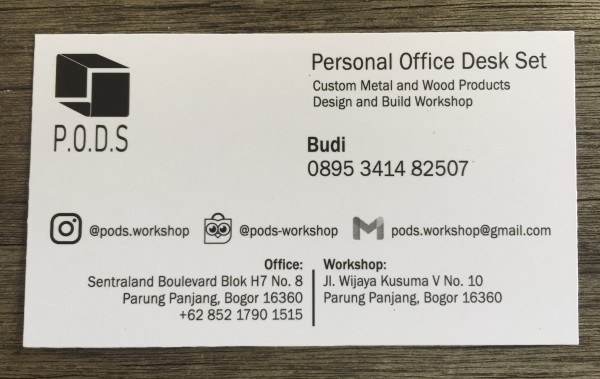 P.O.D.S
Personal Office Desk Set
Custom Metal and Wood Products
Design and Build Workshop
Budi
0895 3414 82507
@pods.workshop
@pods-workshop
pods.workshop@gmail.com
Office:
Sentraland Boulevard Blok H7 No. 8
Parung Panjang, Bogor 16360
+62 852 1790 1515
Workshop:
Jl. Wijaya Kusuma V No. 10
Parung Panjang, Bogor 16360